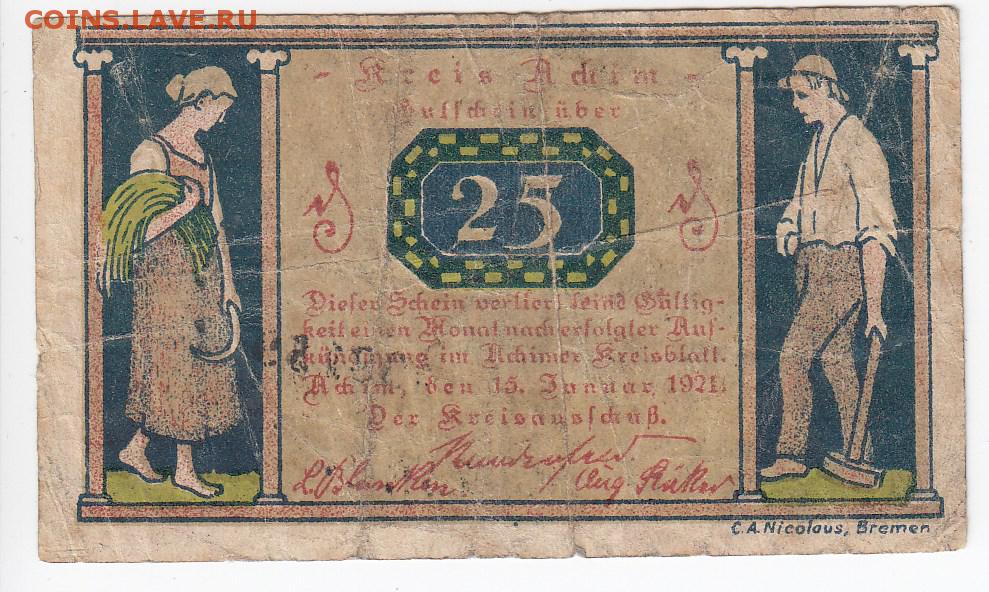 COINS.LAVE.RU
- Kreis Achim -
Gutschein über
25
Dieser Schein verliert seine Gültig-
keit einen Monat nach erfolgter Auf-
kündigung im Achimer Kreisblatt.
Achim, den 15. Januar 1921.
Der Kreisausschuß.
C.A.Nicolaus, Bremen